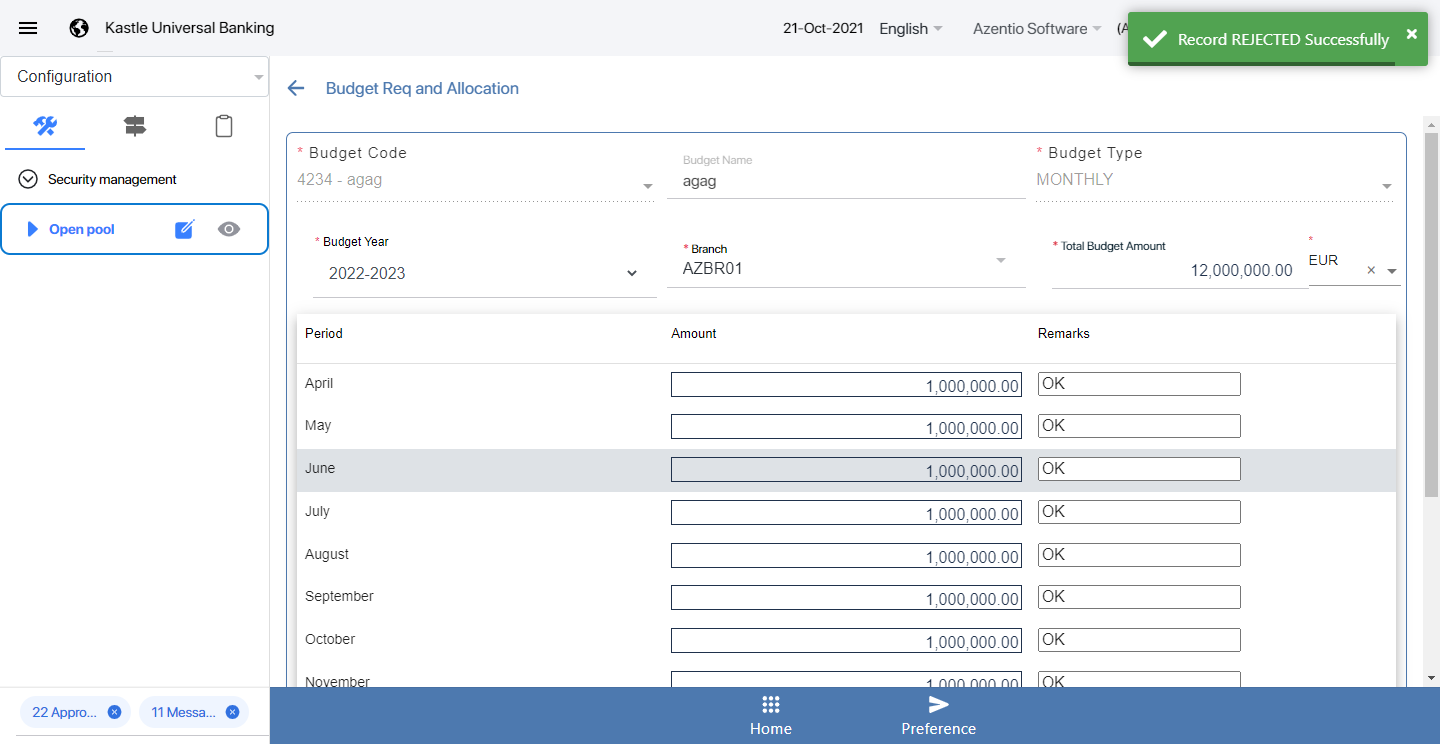 Kastle Universal Banking
21-Oct-2021 English Azentio Software (A
Record REJECTED Successfully ×
Configuration
Budget Req and Allocation
Security management
Open pool
* Budget Code
4234 - agag
Budget Name
agag
* Budget Type
MONTHLY
* Budget Year
2022-2023
* Branch
AZBR01
* Total Budget Amount
12,000,000.00
*
EUR ×
Period Amount Remarks
April 1,000,000.00 OK
May 1,000,000.00 OK
June 1,000,000.00 OK
July 1,000,000.00 OK
August 1,000,000.00 OK
September 1,000,000.00 OK
October 1,000,000.00 OK
November 1,000,000.00 OK
22 Appro... 11 Messa...
Home Preference